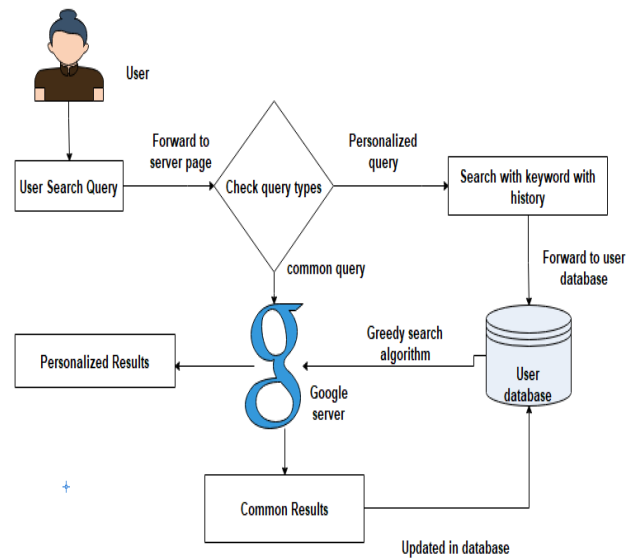 User
Forward to
server page
Personalized
query
User Search Query
Check query types
Search with keyword with
history
common query
Forward to user
database
Greedy search
algorithm
Personalized Results
g
Google
server
User
database
Common Results
Updated in database